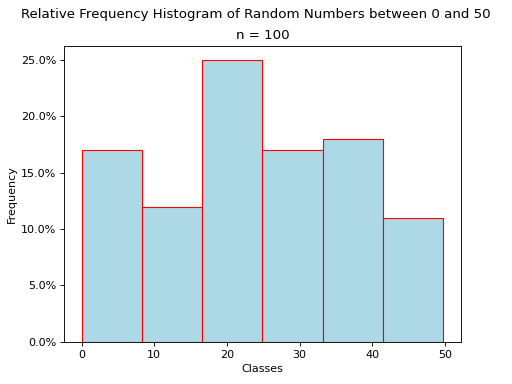 Relative Frequency Histogram of Random Numbers between 0 and 50
n = 100
25.0%
20.0%
15.0%
10.0%
5.0%
0.0%
Frequency
0 10 20 30 40 50
Classes